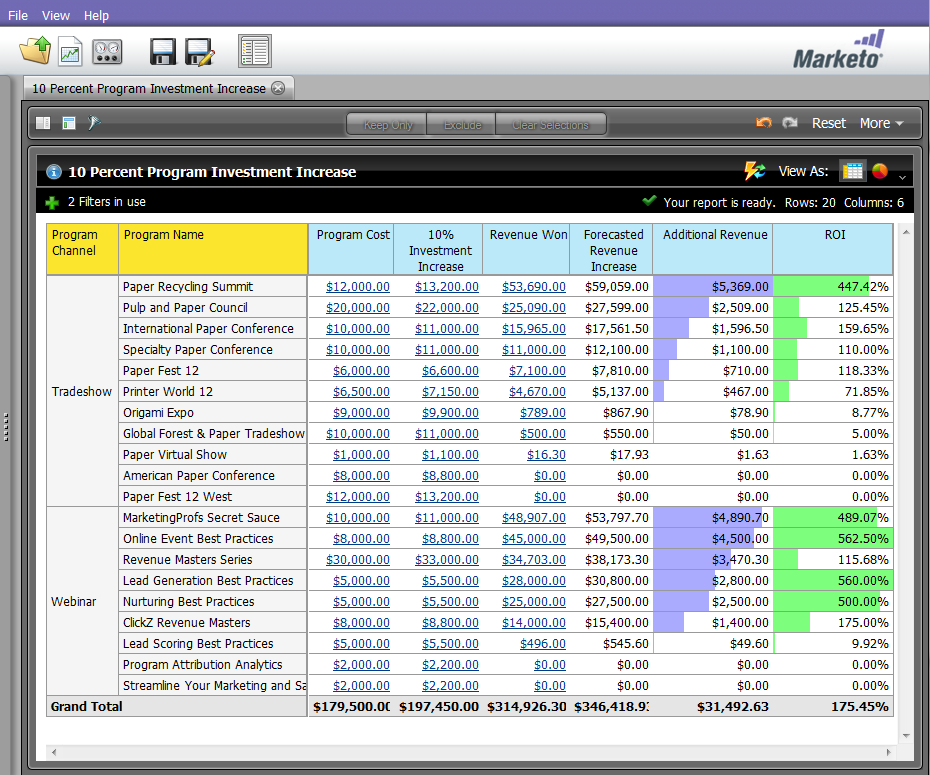 File View Help
Marketo
10 Percent Program Investment Increase
Keep Only Exclude Clear Selections Reset More
10 Percent Program Investment Increase View As:
2 Filters in use Your report is ready. Rows: 20 Columns: 6
Program Channel Program Name Program Cost 10% Investment Increase Revenue Won Forecasted Revenue Increase Additional Revenue ROI
Tradeshow
Paper Recycling Summit $12,000.00 $13,200.00 $53,690.00 $59,059.00 $5,369.00 447.42%
Pulp and Paper Council $20,000.00 $22,000.00 $25,090.00 $27,599.00 $2,509.00 125.45%
International Paper Conference $10,000.00 $11,000.00 $15,965.00 $17,561.50 $1,596.50 159.65%
Specialty Paper Conference $10,000.00 $11,000.00 $11,000.00 $12,100.00 $1,100.00 110.00%
Paper Fest 12 $6,000.00 $6,600.00 $7,100.00 $7,810.00 $710.00 118.33%
Printer World 12 $6,500.00 $7,150.00 $4,670.00 $5,137.00 $467.00 71.85%
Origami Expo $9,000.00 $9,900.00 $789.00 $867.90 $78.90 8.77%
Global Forest & Paper Tradeshow $10,000.00 $11,000.00 $500.00 $550.00 $50.00 5.00%
Paper Virtual Show $1,000.00 $1,100.00 $16.30 $17.93 $1.63 1.63%
American Paper Conference $8,000.00 $8,800.00 $0.00 $0.00 $0.00 0.00%
Paper Fest 12 West $12,000.00 $13,200.00 $0.00 $0.00 $0.00 0.00%
Webinar
MarketingProfs Secret Sauce $10,000.00 $11,000.00 $48,907.00 $53,797.70 $4,890.70 489.07%
Online Event Best Practices $8,000.00 $8,800.00 $45,000.00 $49,500.00 $4,500.00 562.50%
Revenue Masters Series $30,000.00 $33,000.00 $34,703.00 $38,173.30 $3,470.30 115.68%
Lead Generation Best Practices $5,000.00 $5,500.00 $28,000.00 $30,800.00 $2,800.00 560.00%
Nurturing Best Practices $5,000.00 $5,500.00 $25,000.00 $27,500.00 $2,500.00 500.00%
ClickZ Revenue Masters $8,000.00 $8,800.00 $14,000.00 $15,400.00 $1,400.00 175.00%
Lead Scoring Best Practices $5,000.00 $5,500.00 $496.00 $545.60 $49.60 9.92%
Program Attribution Analytics $2,000.00 $2,200.00 $0.00 $0.00 $0.00 0.00%
Streamline Your Marketing and Sa $2,000.00 $2,200.00 $0.00 $0.00 $0.00 0.00%
Grand Total $179,500.00 $197,450.00 $314,926.30 $346,418.93 $31,492.63 175.45%